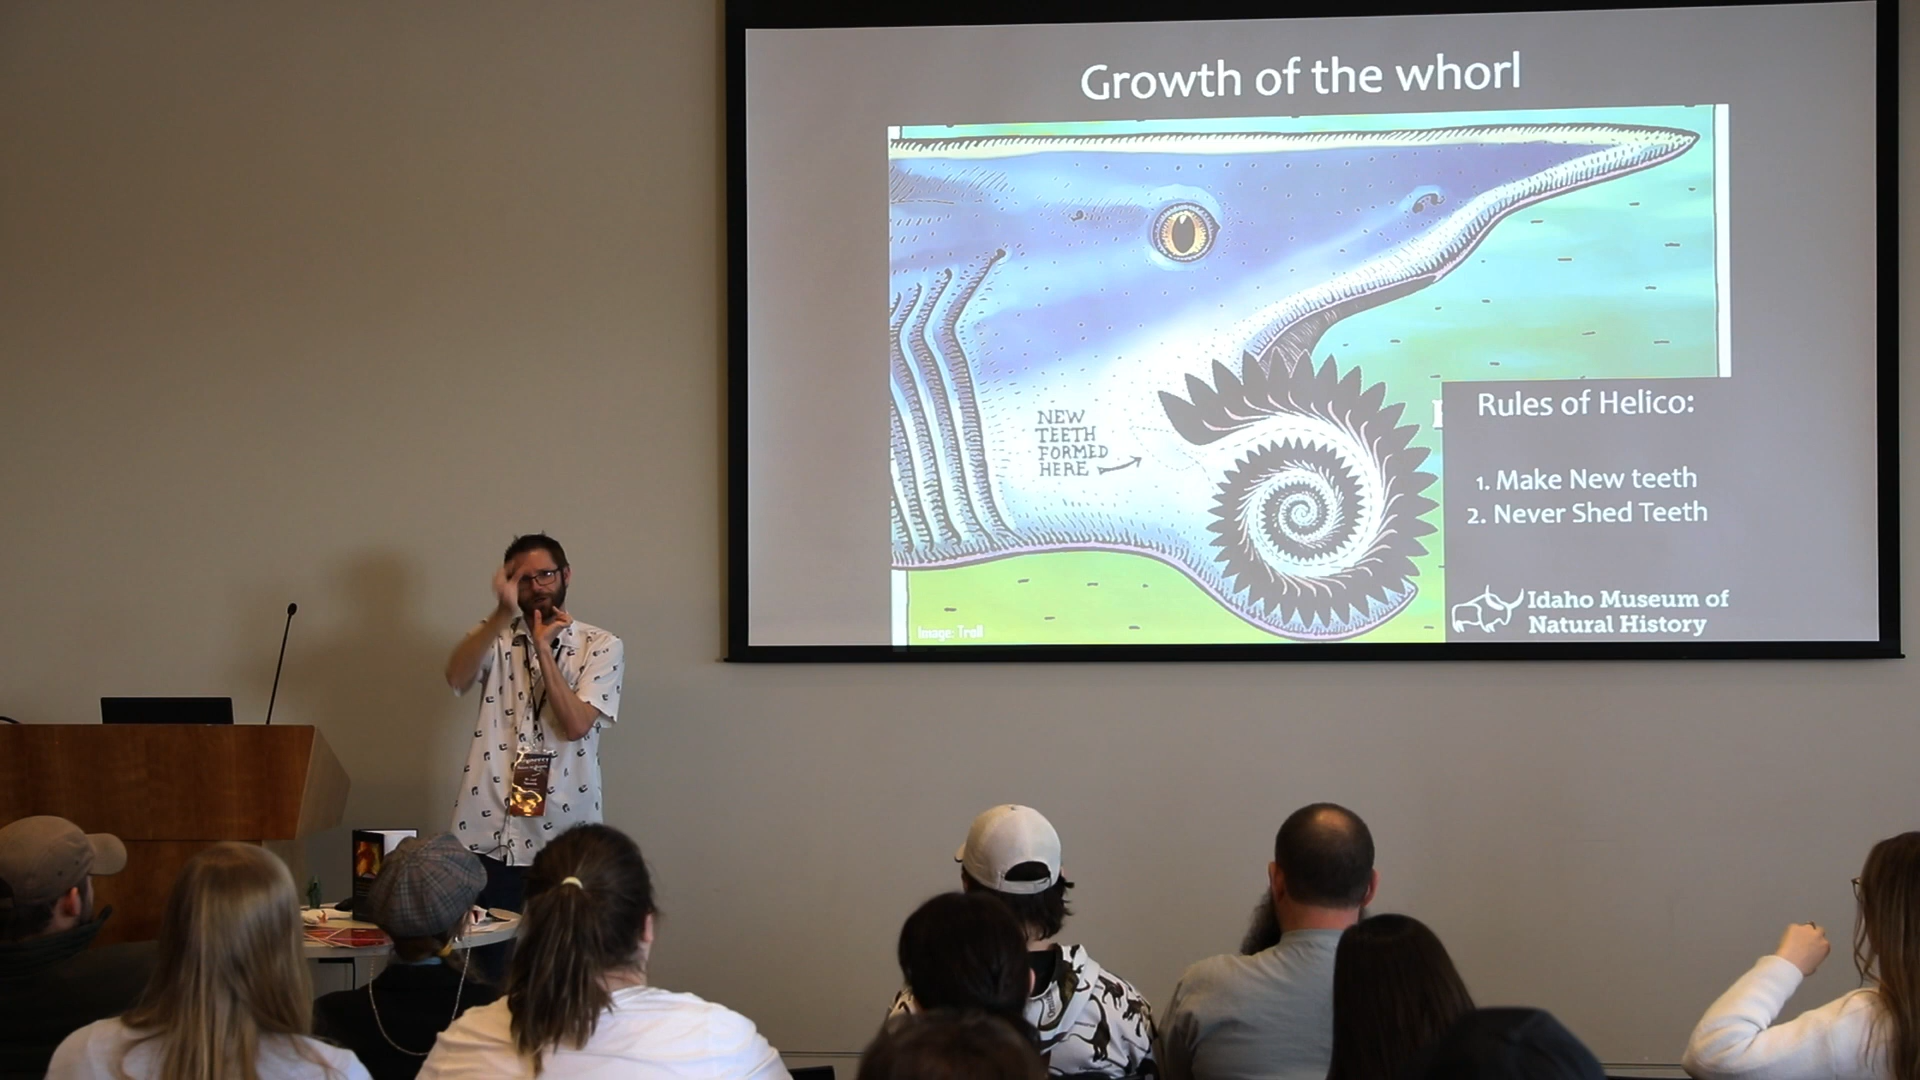 Growth of the whorl
NEW
TEETH
FORMED
HERE
Rules of Helico:
1. Make New teeth
2. Never Shed Teeth
Idaho Museum of
Natural History
Image: Troll